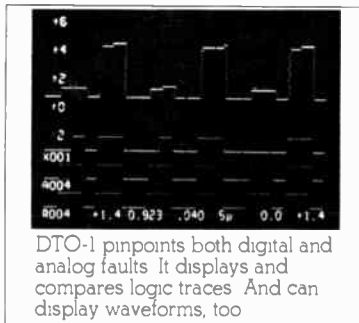 +6
+4
+2
+0
2
X001
A004
R004 +1.4 0.923 .040 5µ 0.0 +1.4
DTO-1 pinpoints both digital and
analog faults It displays and
compares logic traces And can
display waveforms, too